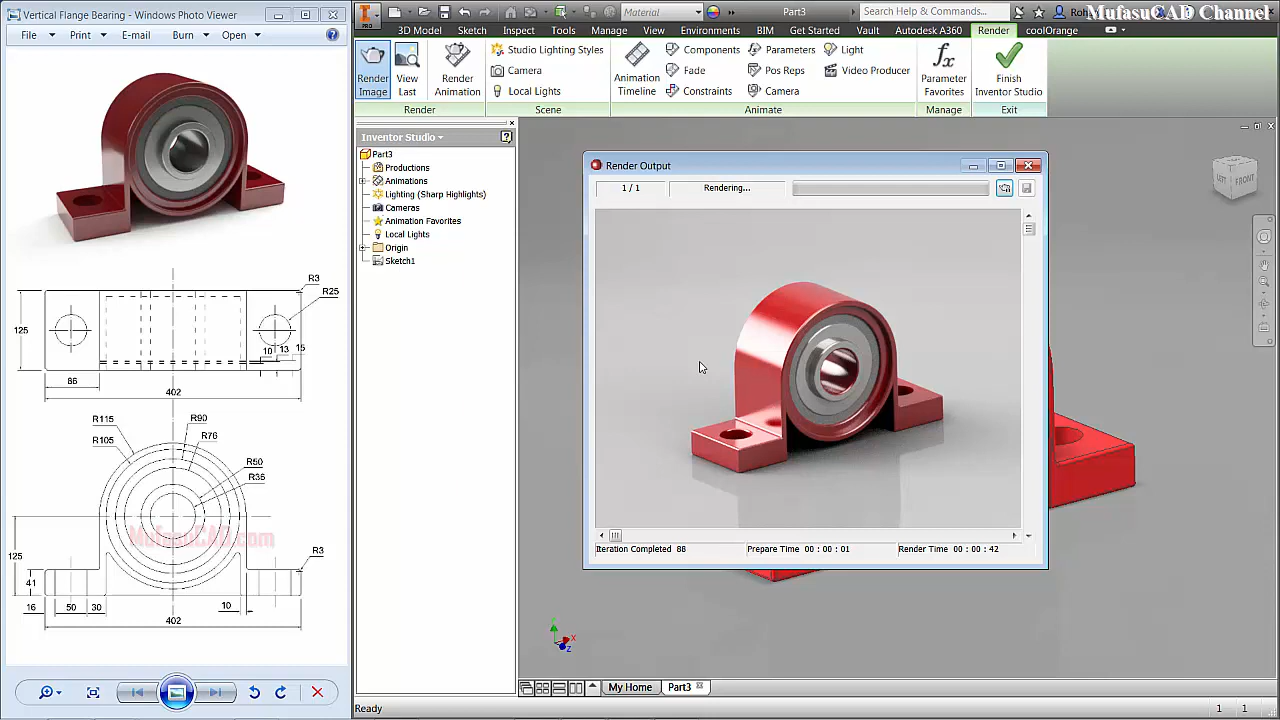 Vertical Flange Bearing - Windows Photo Viewer
File Print E-mail Burn Open
R3
R25
125
10 13 15
86
402
R115 R90
R105 R76
R50
R36
MufasuCAD.com
125
R3
41
16 50 30 10
402
PRO Material Part3 Search Help & Commands...
MufasuCAD Channel
3D Model Sketch Inspect Tools Manage View Environments BIM Get Started Vault Autodesk A360 Render coolOrange
Render Image
View Last
Render Animation
Render
Studio Lighting Styles
Camera
Local Lights
Scene
Animation Timeline
Components Parameters Light
Fade Pos Reps Video Producer
Constraints Camera
Animate
Parameter Favorites
Manage
Finish Inventor Studio
Exit
Inventor Studio
Part3
Productions
Animations
Lighting (Sharp Highlights)
Cameras
Animation Favorites
Local Lights
Origin
Sketch1
Render Output
1 / 1 Rendering...
Iteration Completed 86 Prepare Time 00 : 00 : 01 Render Time 00 : 00 : 42
LEFT FRONT
Y
X
Z
My Home Part3
Ready 1 1